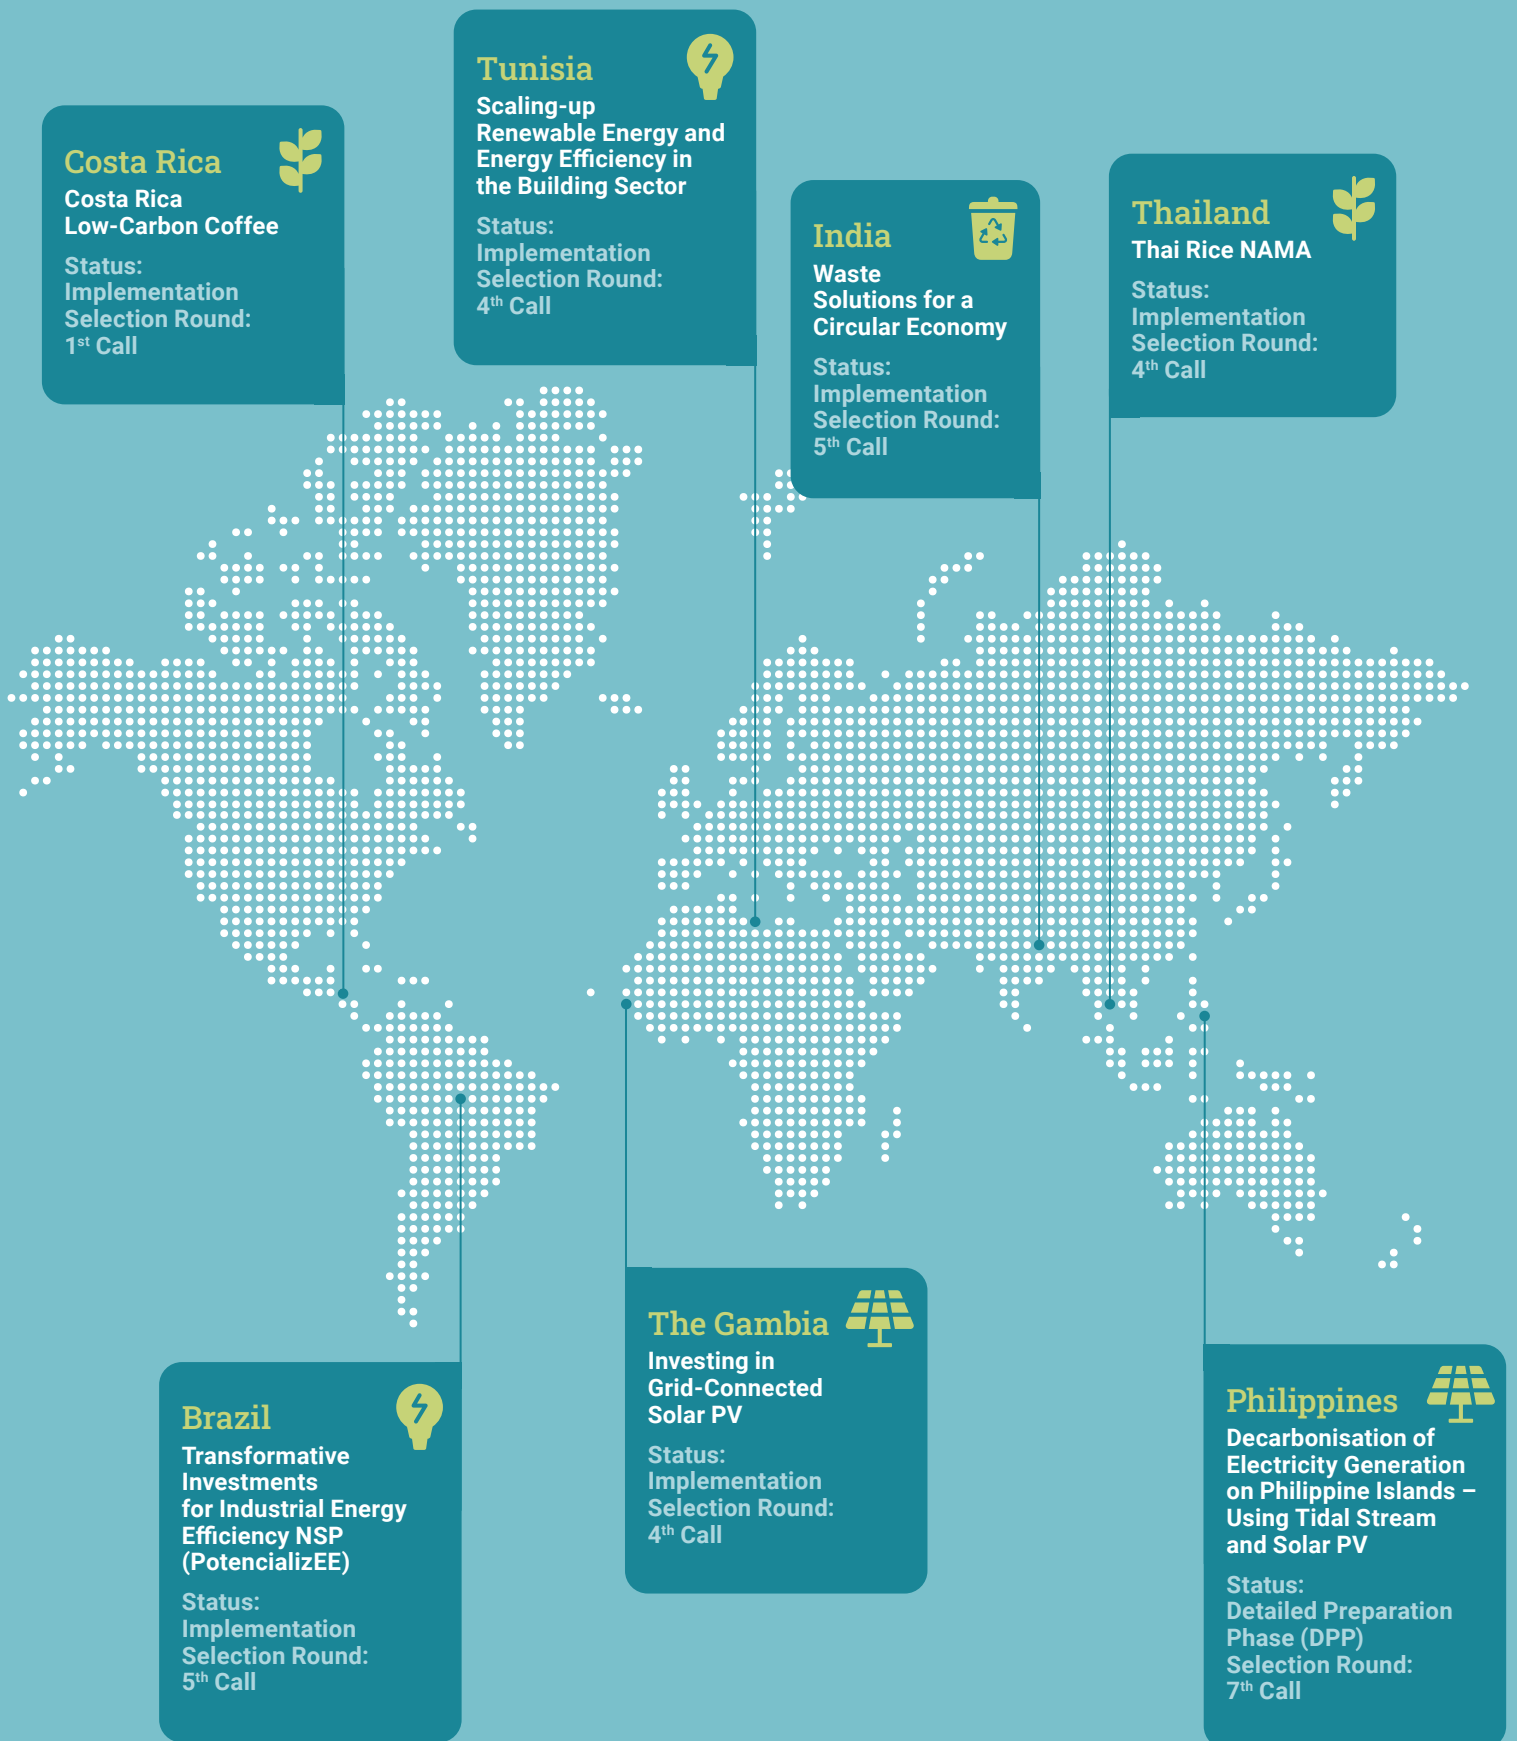 Costa Rica
Costa Rica
Low-Carbon Coffee
Status:
Implementation
Selection Round:
1st Call
Tunisia
Scaling-up
Renewable Energy and
Energy Efficiency in
the Building Sector
Status:
Implementation
Selection Round:
4th Call
India
Waste
Solutions for a
Circular Economy
Status:
Implementation
Selection Round:
5th Call
Thailand
Thai Rice NAMA
Status:
Implementation
Selection Round:
4th Call
Brazil
Transformative
Investments
for Industrial Energy
Efficiency NSP
(PotencializEE)
Status:
Implementation
Selection Round:
5th Call
The Gambia
Investing in
Grid-Connected
Solar PV
Status:
Implementation
Selection Round:
4th Call
Philippines
Decarbonisation of
Electricity Generation
on Philippine Islands –
Using Tidal Stream
and Solar PV
Status:
Detailed Preparation
Phase (DPP)
Selection Round:
7th Call